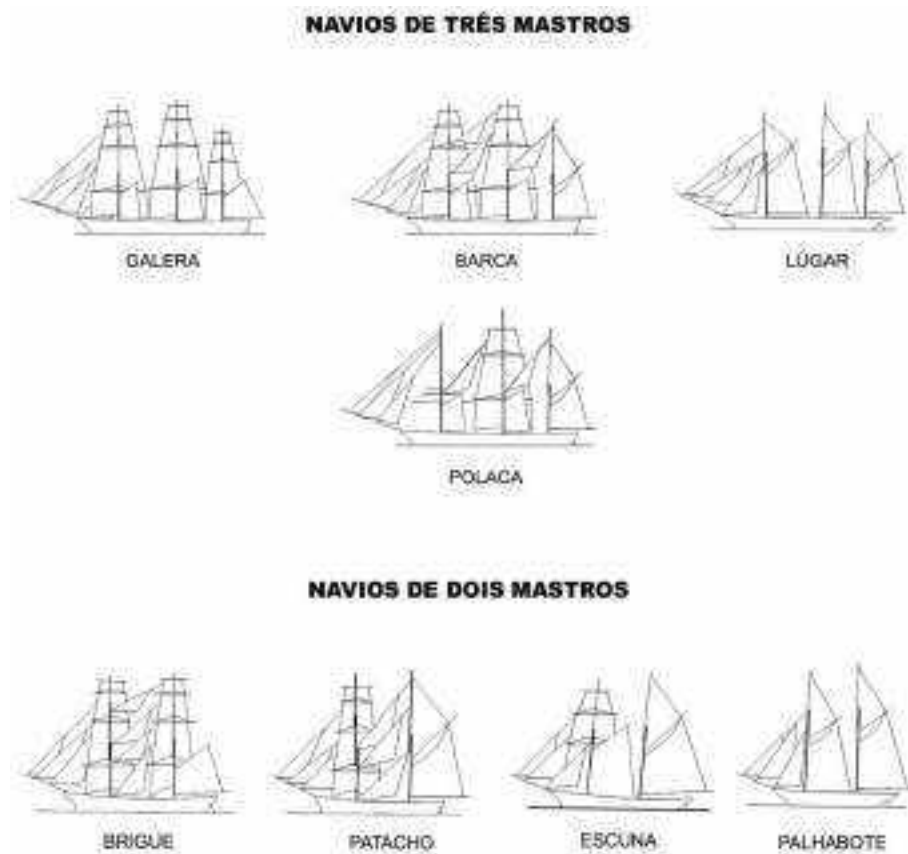 NAVIOS DE TRÊS MASTROS
GALERA
BARCA
LÚGAR
POLACA
NAVIOS DE DOIS MASTROS
BRIGUE
PATACHO
ESCUNA
PALHABOTE